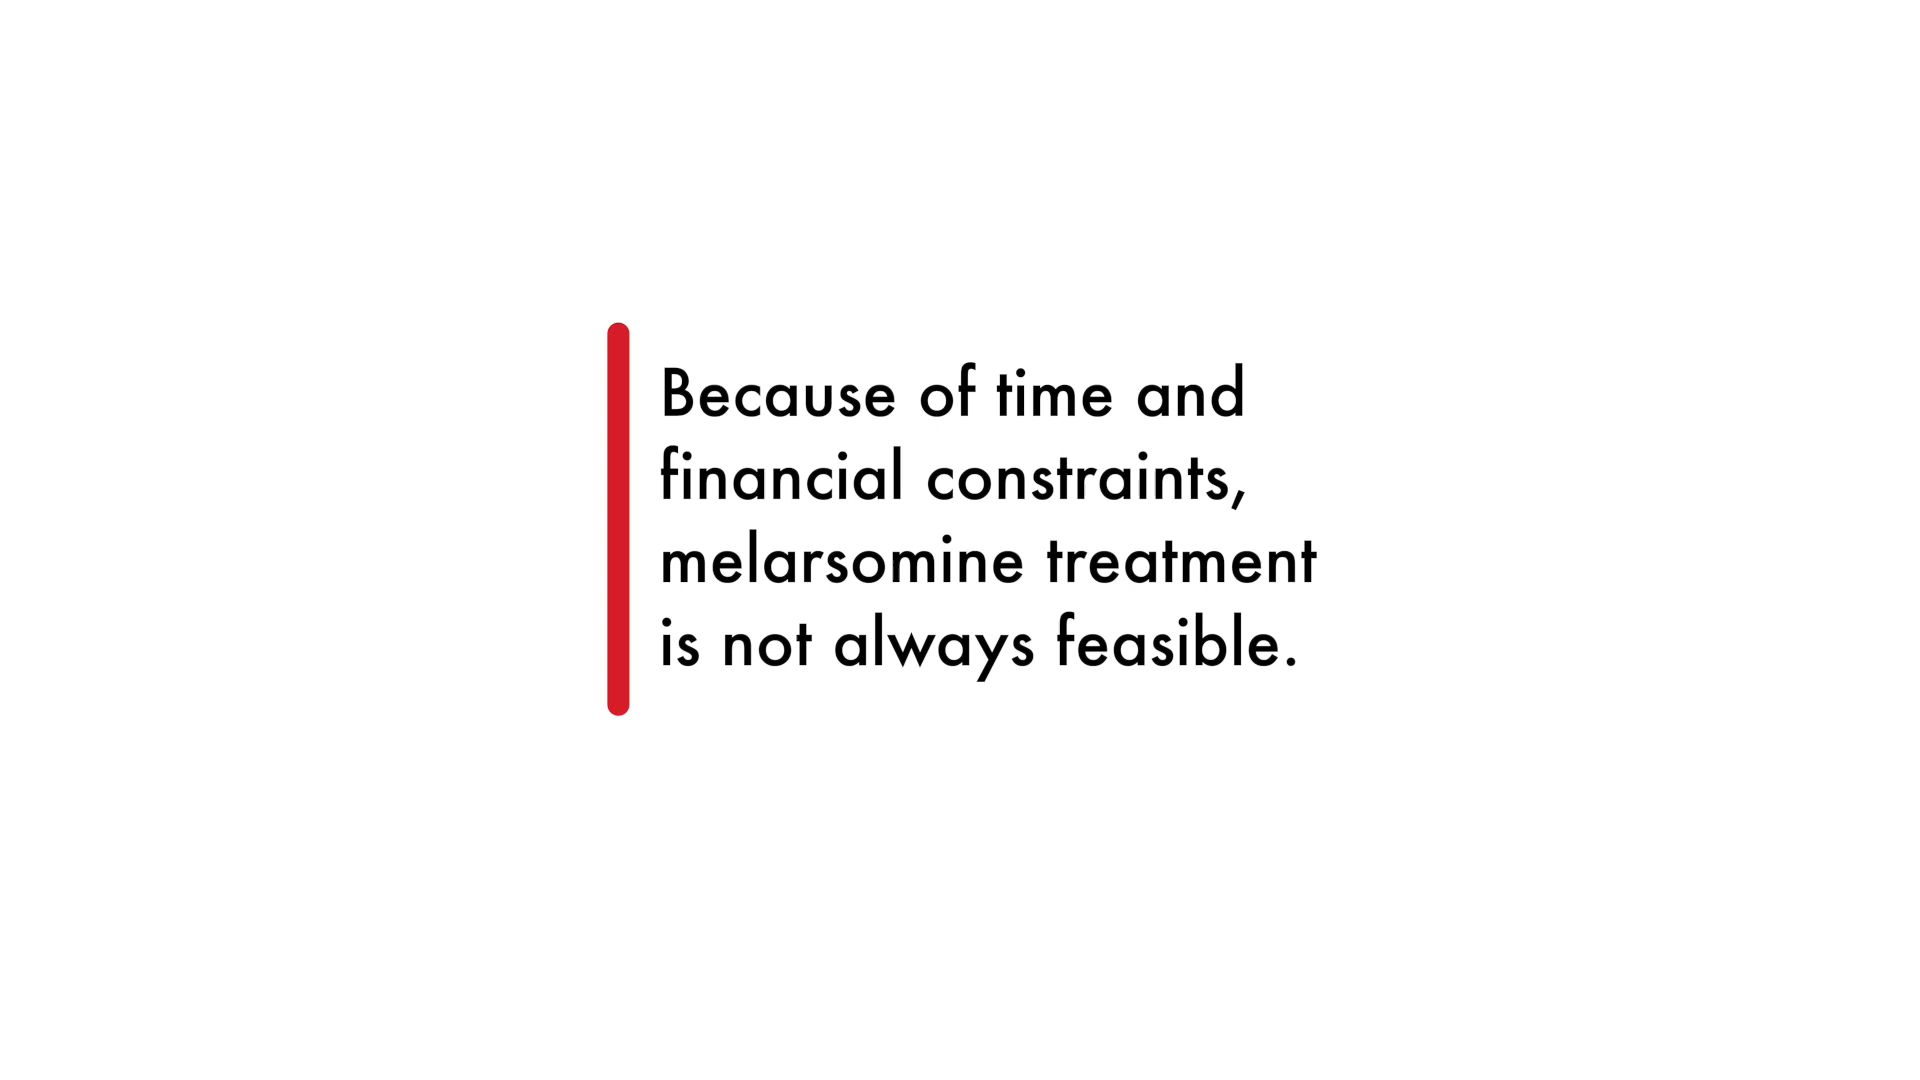 Because of time and
financial constraints,
melarsomine treatment
is not always feasible.